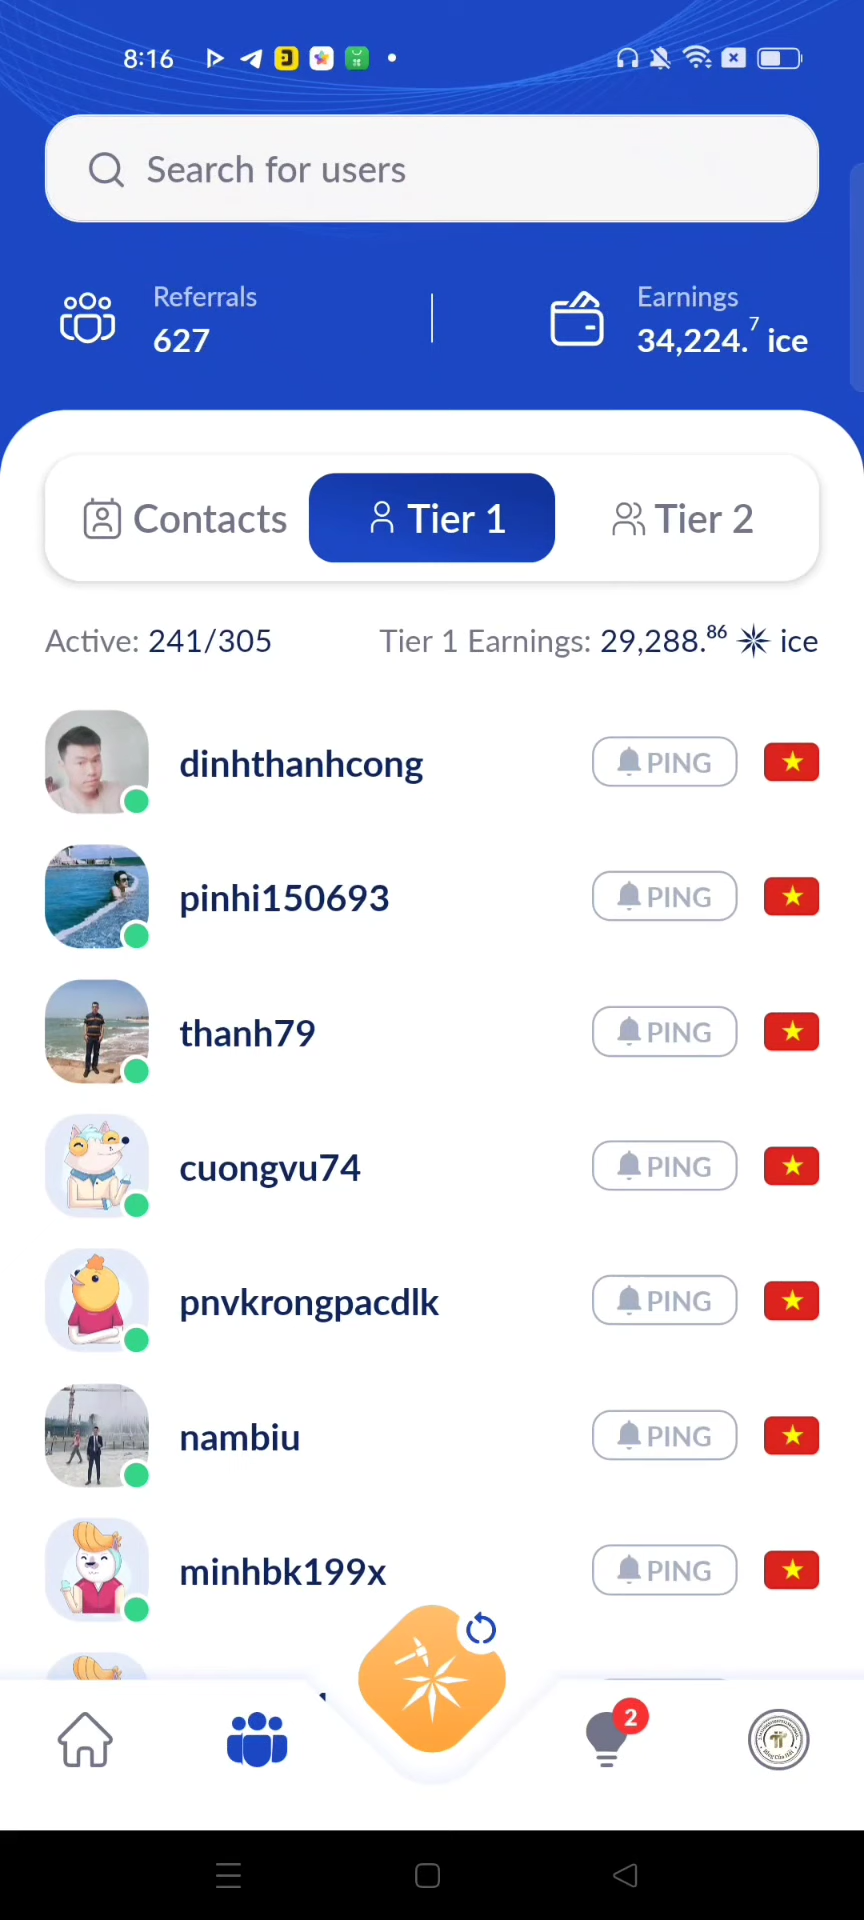 8:16
Search for users
Referrals
627
Earnings
34,224.7 ice
Contacts
Tier 1
Tier 2
Active: 241/305
Tier 1 Earnings: 29,288.86 ice
dinhthanhcong
PING
pinhi150693
PING
thanh79
PING
cuongvu74
PING
pnvkrongpacdlk
PING
nambiu
PING
minhbk199x
PING
2